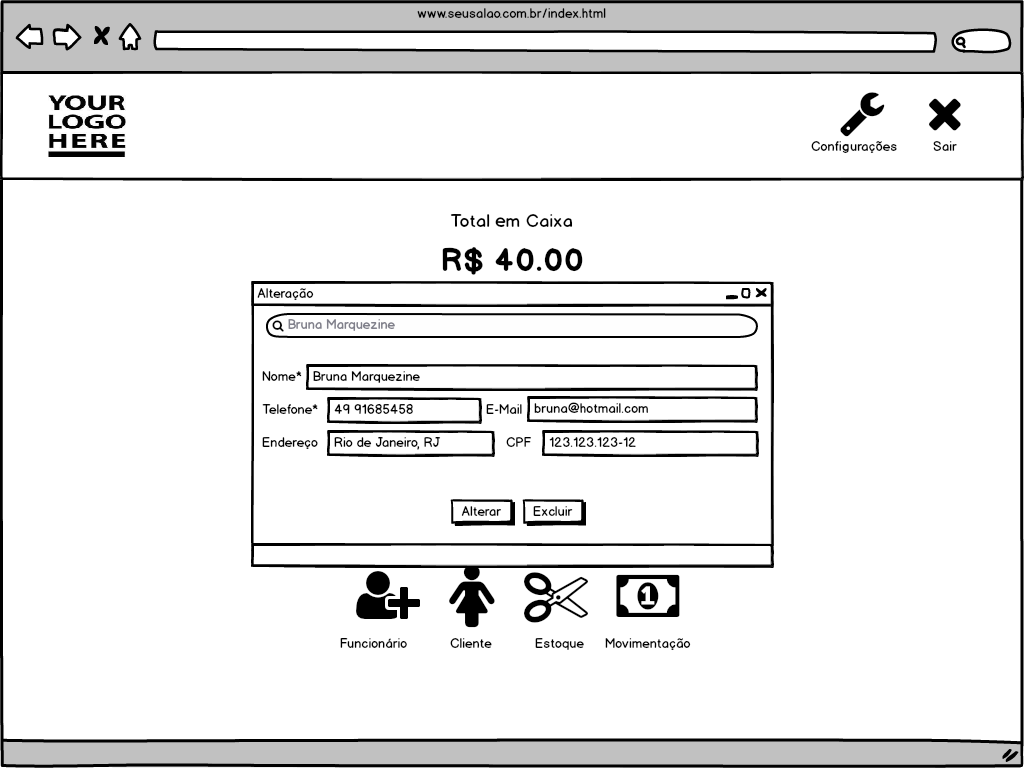 www.seusalao.com.br/index.html
YOUR
LOGO
HERE
Configurações Sair
Total em Caixa
R$ 40.00
Alteração
Bruna Marquezine
Nome* Bruna Marquezine
Telefone* 49 91685458 E-Mail bruna@hotmail.com
Endereço Rio de Janeiro, RJ CPF 123.123.123-12
Alterar Excluir
1
Funcionário Cliente Estoque Movimentação